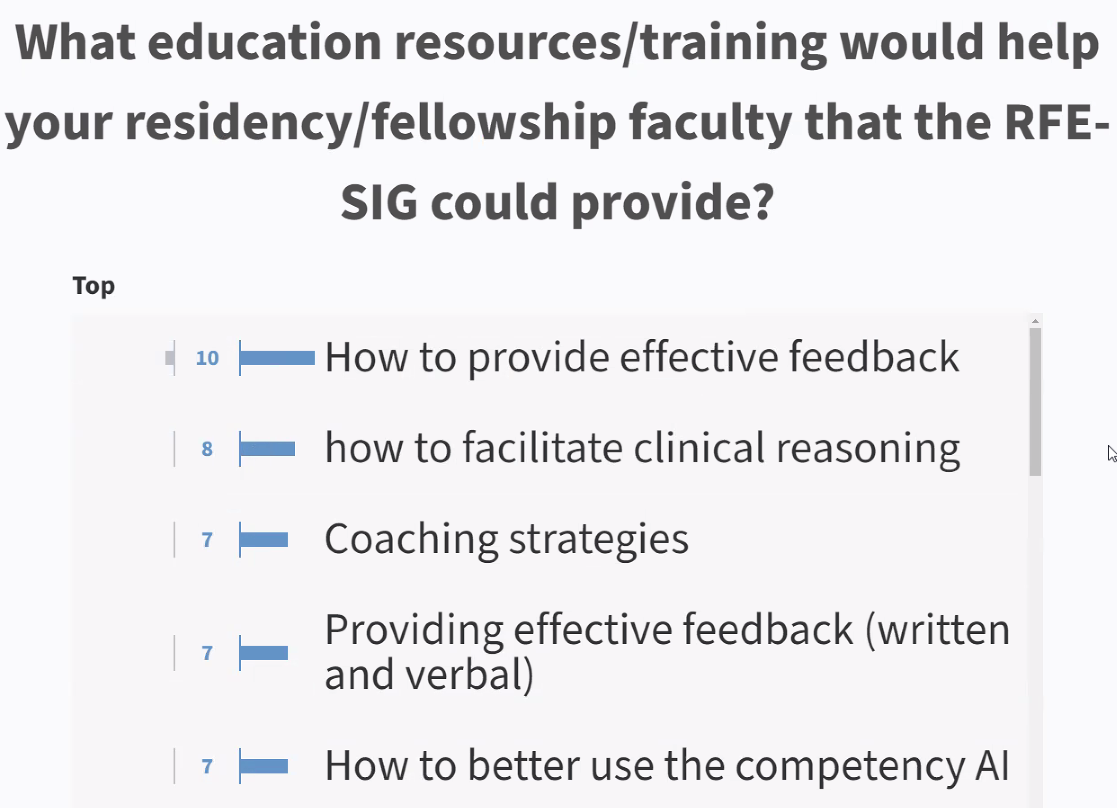 What education resources/training would help
your residency/fellowship faculty that the RFE-
SIG could provide?
Top
10 How to provide effective feedback
8 how to facilitate clinical reasoning
7 Coaching strategies
7 Providing effective feedback (written
and verbal)
7 How to better use the competency AI